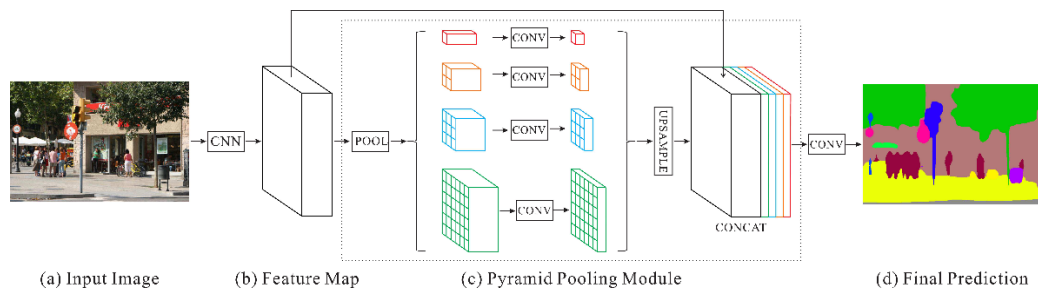 CNN
POOL
CONV
CONV
CONV
CONV
UPSAMPLE
CONCAT
CONV
(a) Input Image
(b) Feature Map
(c) Pyramid Pooling Module
(d) Final Prediction